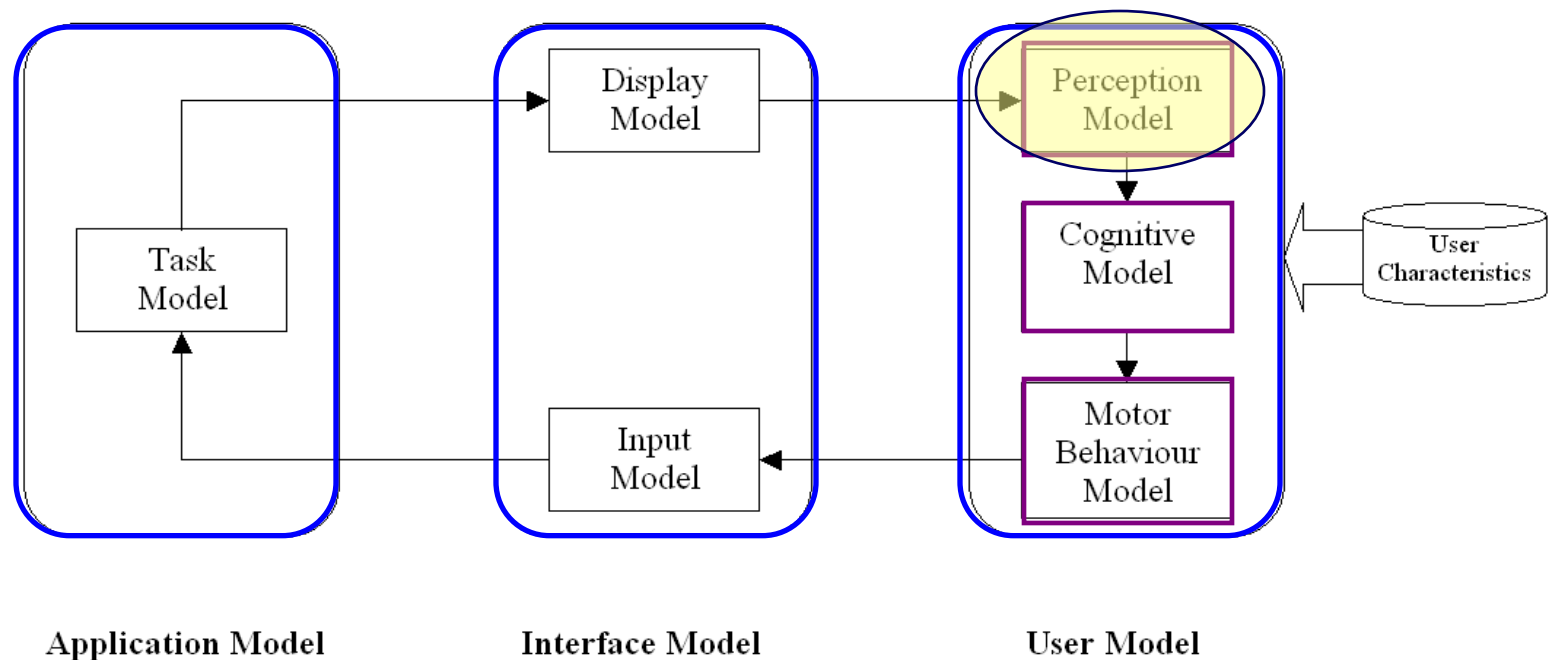 Display
Model
Perception
Model
Task
Model
Cognitive
Model
User
Characteristics
Input
Model
Motor
Behaviour
Model
Application Model
Interface Model
User Model